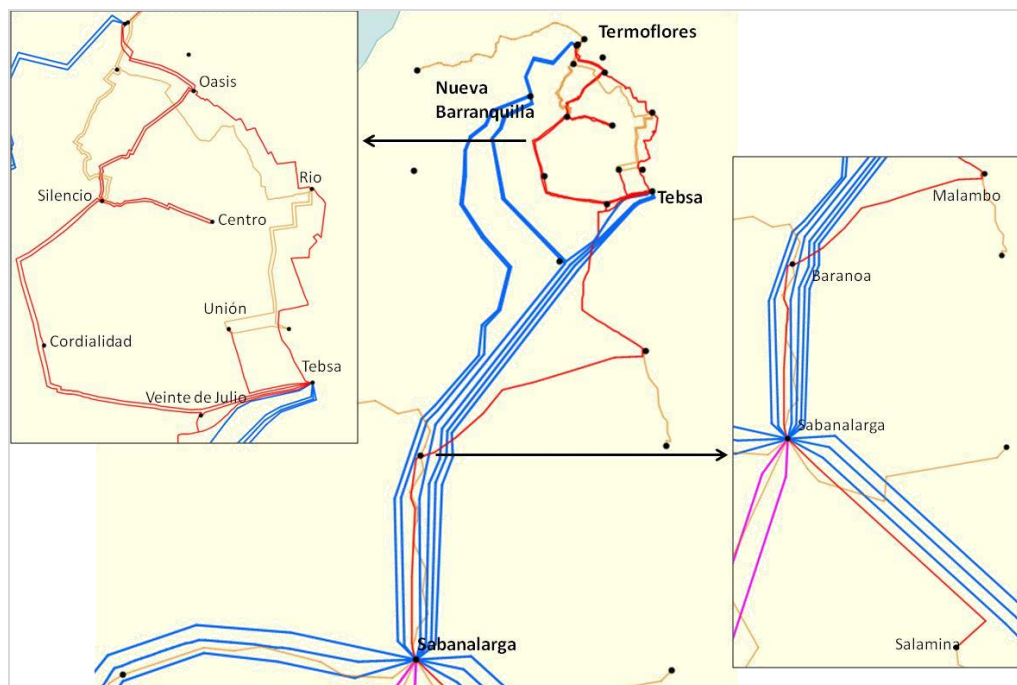 Oasis
Rio
Silencio
Centro
Unión
Cordialidad
Tebsa
Veinte de Julio
Termoflores
Nueva
Barranquilla
Tebsa
Sabanalarga
Malambo
Baranoa
Sabanalarga
Salamina